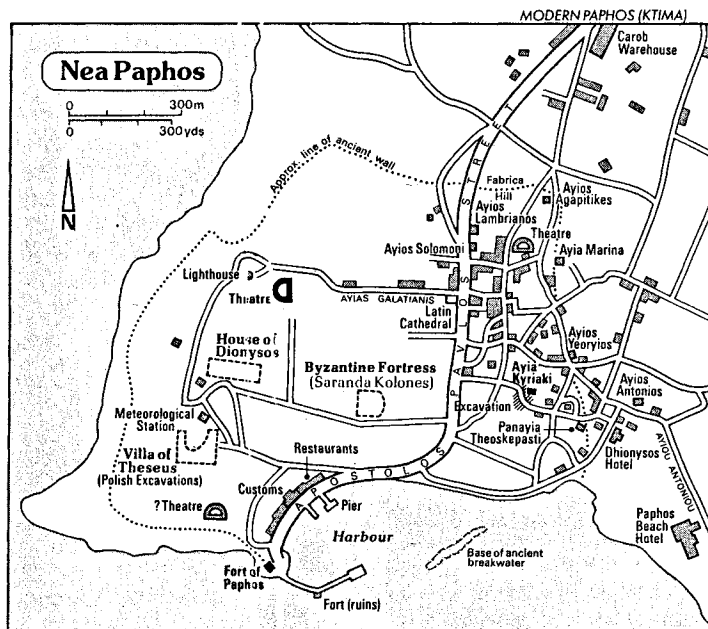 MODERN PAPHOS (KTIMA)
Nea Paphos
0 300m
0 300yds
N
Carob
Warehouse
Approx. line of ancient wall
STREET
Fabrica
Hill
Ayios
Agapitikes
Ayios
Lambrianos
Theatre
Ayios Solomoni
Ayia Marina
Lighthouse
Theatre
AYIAS GALATIANIS
Latin
Cathedral
PAVLOS
House of
Dionysos
Byzantine Fortress
(Saranda Kolones)
Ayios
Yeoryios
Ayia
Kyriaki
Ayios
Antonios
Excavation
Meteorological
Station
Panayia
Theoskepasti
Villa of
Theseus
(Polish Excavations)
Restaurants
Dhionysos
Hotel
AYIOU ANTONIOU
Customs
APOSTOLOS
? Theatre
Pier
Harbour
Paphos
Beach
Hotel
Base of ancient
breakwater
Fort of
Paphos
Fort (ruins)